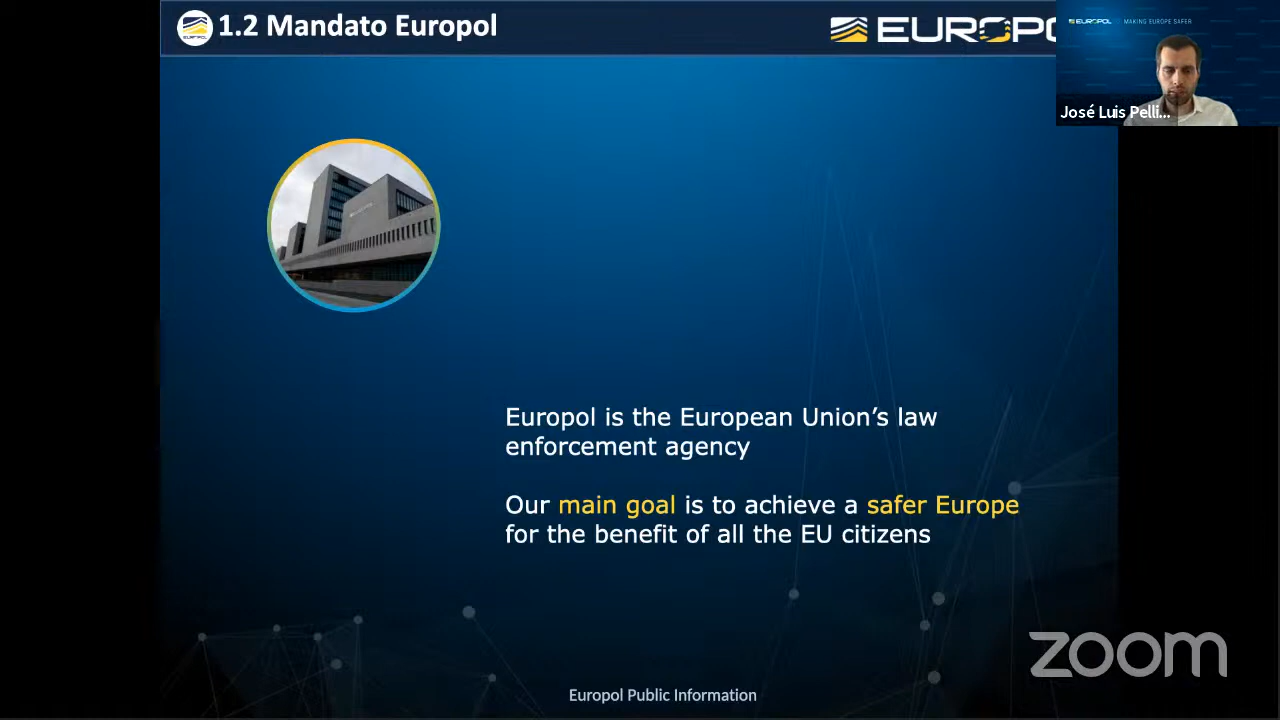 1.2 Mandato Europol
EUROPO
EUROPOL MAKING EUROPE SAFER
José Luis Pelli...
Europol is the European Union’s law
enforcement agency
Our main goal is to achieve a safer Europe
for the benefit of all the EU citizens
zoom
Europol Public Information